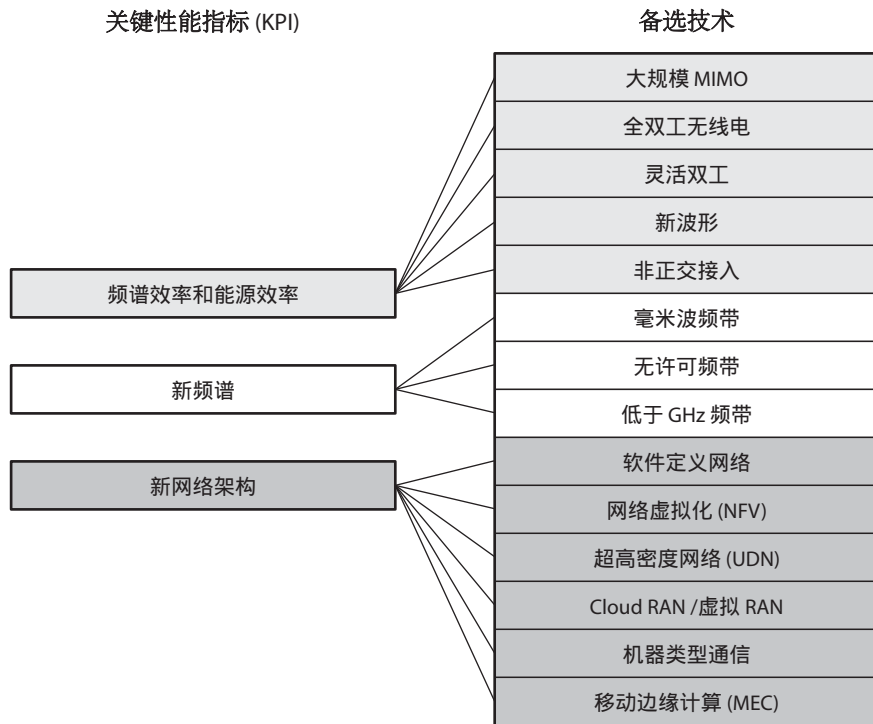 关键性能指标 (KPI)
备选技术
大规模 MIMO
全双工无线电
灵活双工
新波形
非正交接入
频谱效率和能源效率
毫米波频带
无许可频带
新频谱
低于 GHz 频带
软件定义网络
新网络架构
网络虚拟化 (NFV)
超高密度网络 (UDN)
Cloud RAN /虚拟 RAN
机器类型通信
移动边缘计算 (MEC)